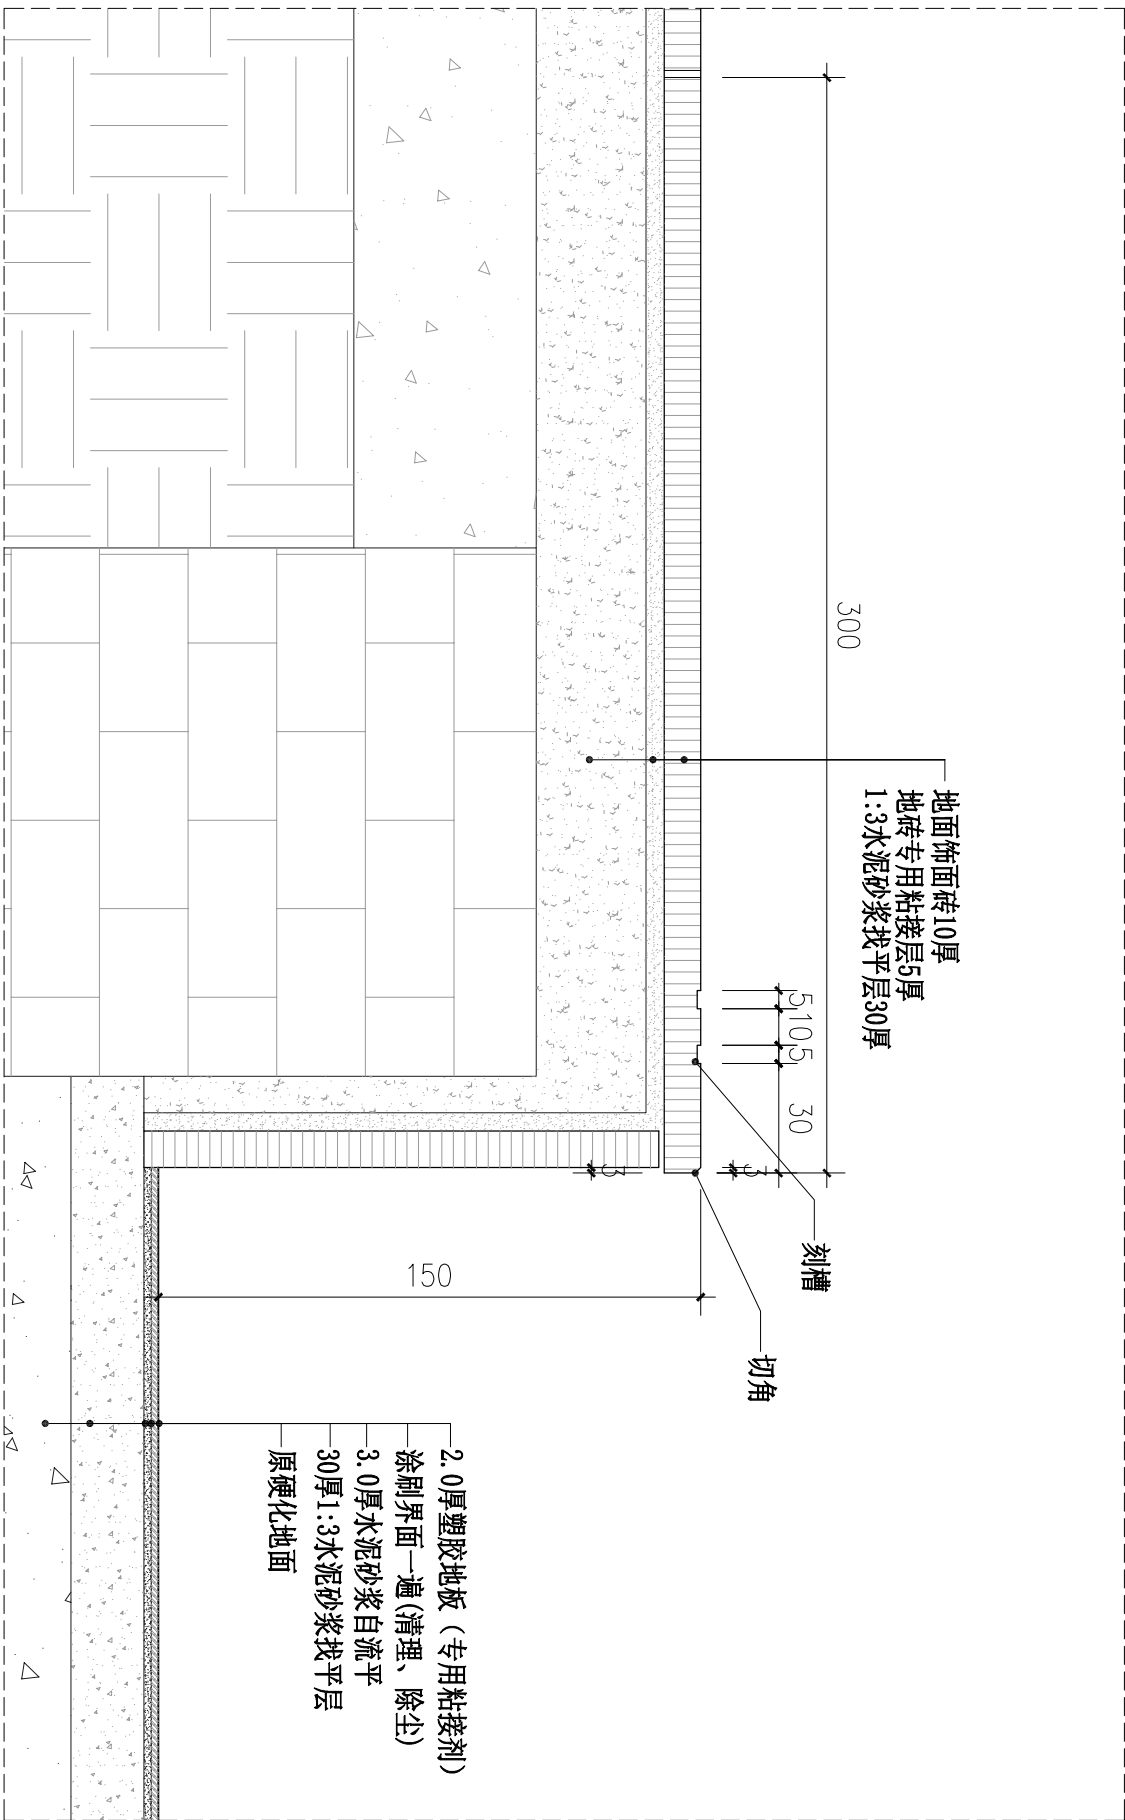 300
地面饰面砖10厚
地砖专用粘接层5厚
1:3水泥砂浆找平层30厚
5
10
5
30
3
3
刻槽
切角
150
2.0厚塑胶地板（专用粘接剂）
涂刷界面一遍(清理、除尘)
3.0厚水泥砂浆自流平
30厚1:3水泥砂浆找平层
原硬化地面